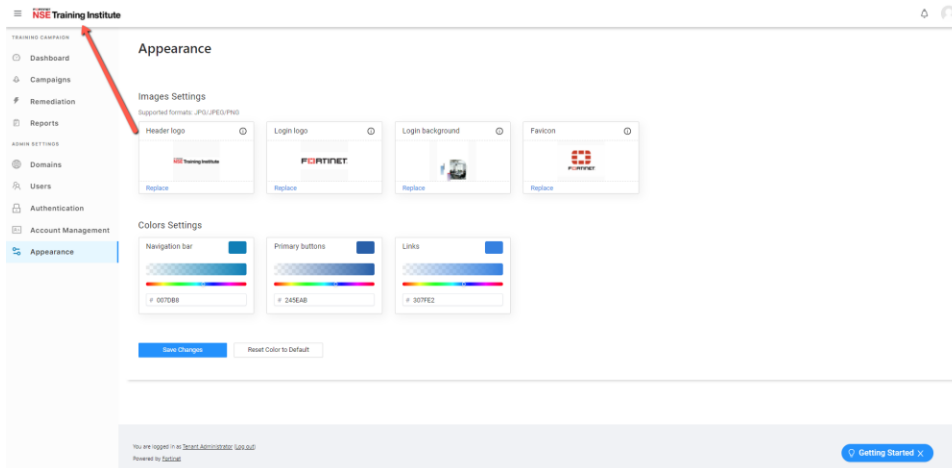 FORTINET
NSE Training Institute
TRAINING CAMPAIGN
Dashboard
Campaigns
Remediation
Reports
ADMIN SETTINGS
Domains
Users
Authentication
Account Management
Appearance
Appearance
Images Settings
Supported formats: JPG/JPEG/PNG
Header logo
Login logo
Login background
Favicon
NSE Training Institute
FORTINET
FORTINET
Replace
Replace
Replace
Replace
Colors Settings
Navigation bar
Primary buttons
Links
# 007DB8
# 245EAB
# 307FE2
Save Changes
Reset Color to Default
You are logged in as Tenant Administrator (Log out)
Powered by Fortinet
Getting Started X